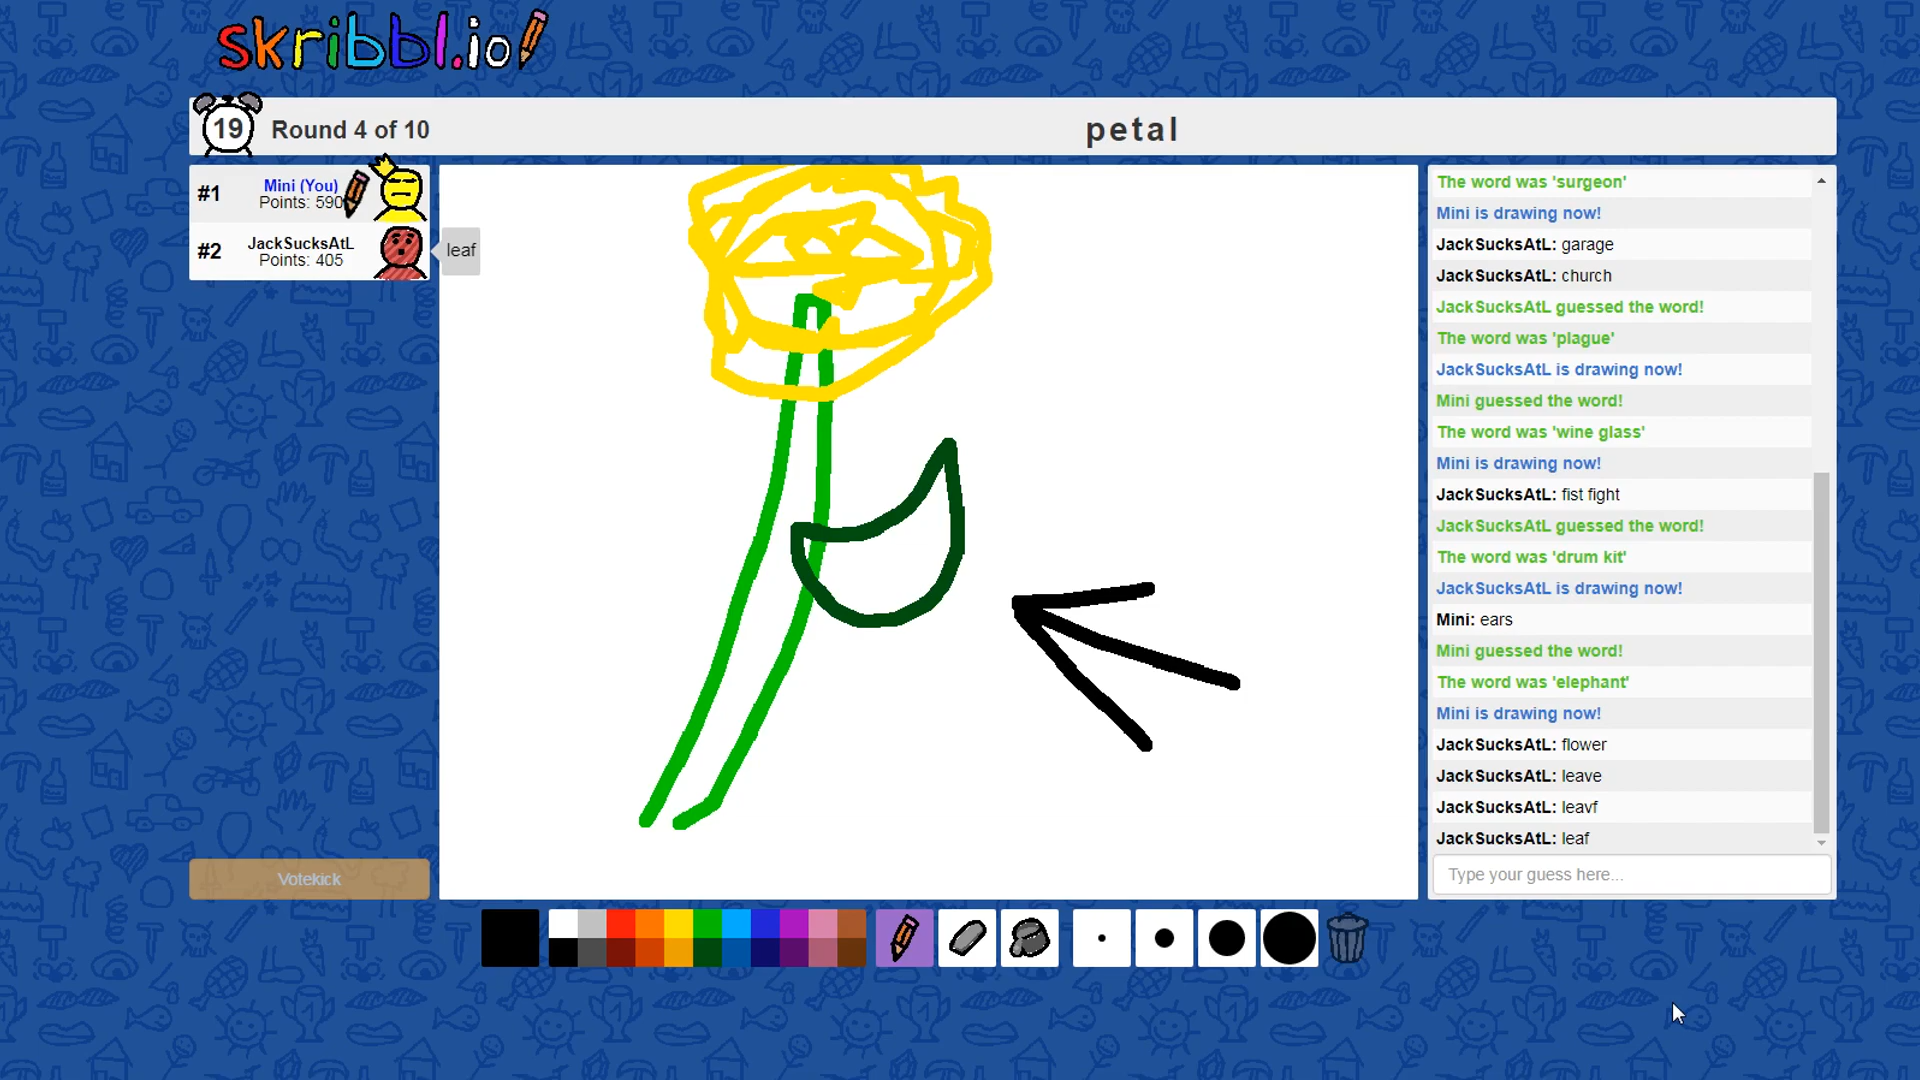 skribbl.io
19
Round 4 of 10
petal
#1
Mini (You)
Points: 590
#2
JackSucksAtL
Points: 405
leaf
The word was 'surgeon'
Mini is drawing now!
JackSucksAtL: garage
JackSucksAtL: church
JackSucksAtL guessed the word!
The word was 'plague'
JackSucksAtL is drawing now!
Mini guessed the word!
The word was 'wine glass'
Mini is drawing now!
JackSucksAtL: fist fight
JackSucksAtL guessed the word!
The word was 'drum kit'
JackSucksAtL is drawing now!
Mini: ears
Mini guessed the word!
The word was 'elephant'
Mini is drawing now!
JackSucksAtL: flower
JackSucksAtL: leave
JackSucksAtL: leavf
JackSucksAtL: leaf
Type your guess here...
Votekick